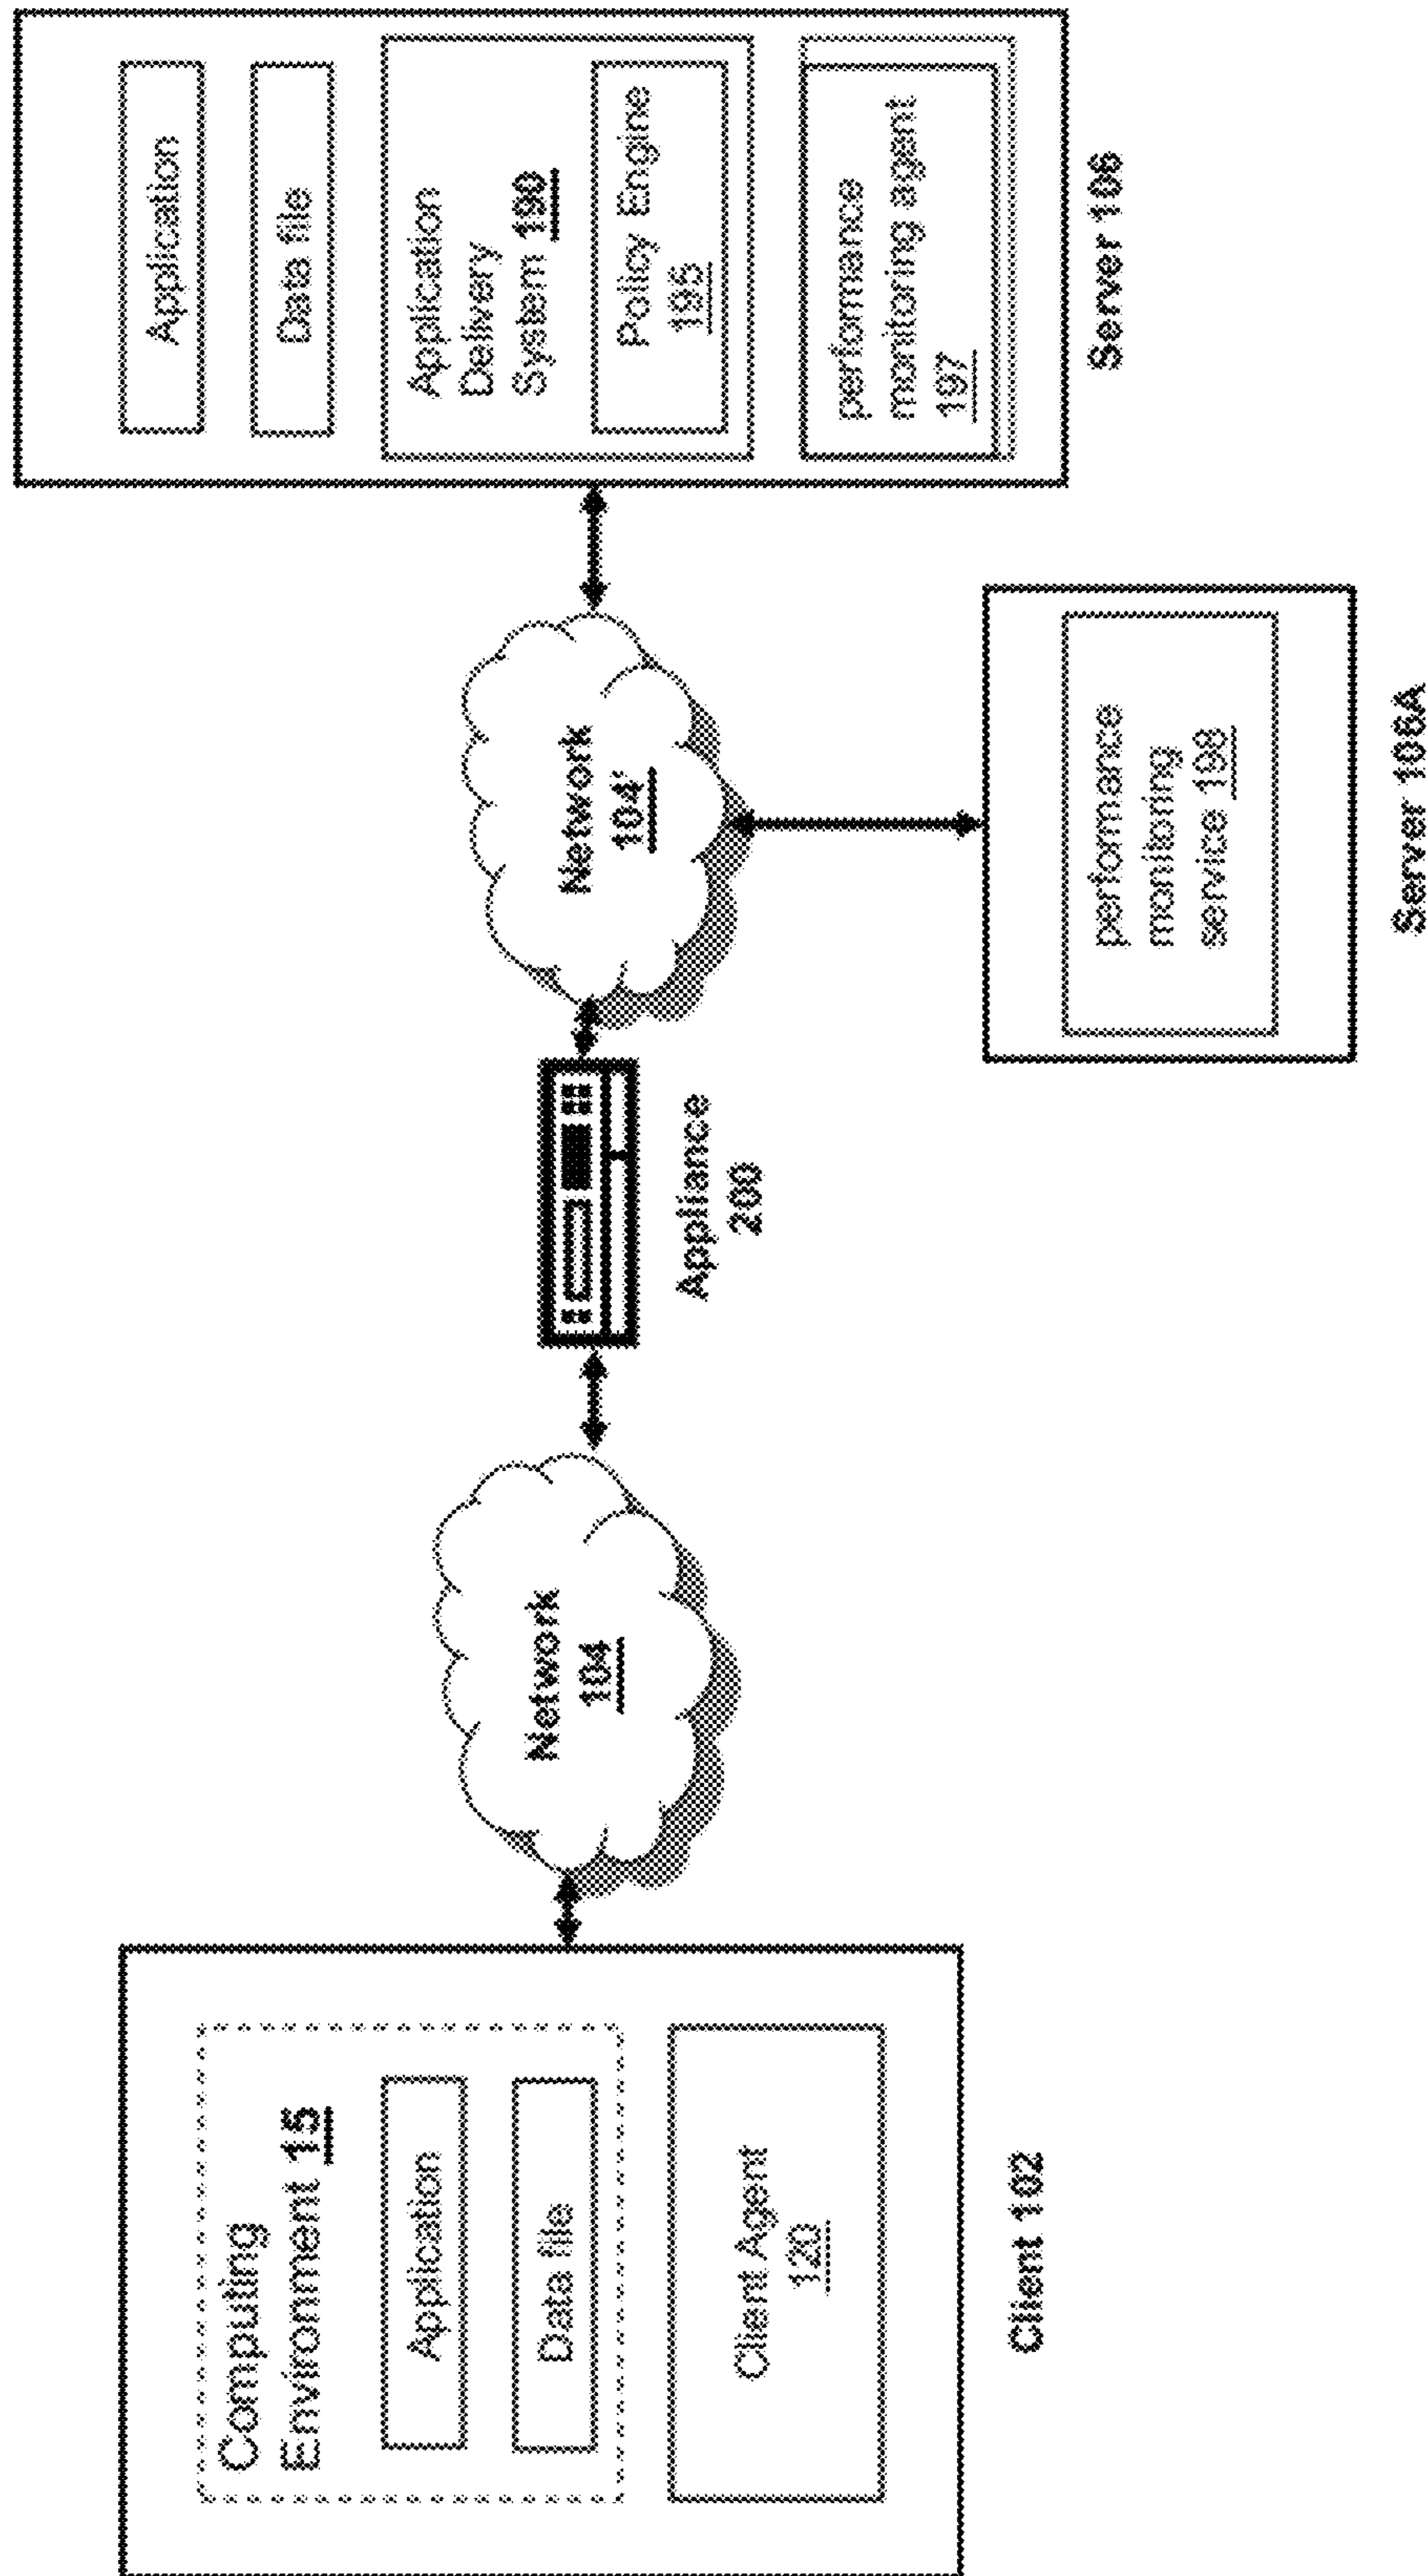 Computing
Environment 15
Application
Data file
Client Agent
120
Client 102
Network
104
Appliance
200
Network
104'
performance
monitoring
service 198
Server 106A
Application
Data file
Application
Delivery
System 190
Policy Engine
195
performance
monitoring agent
197
Server 106